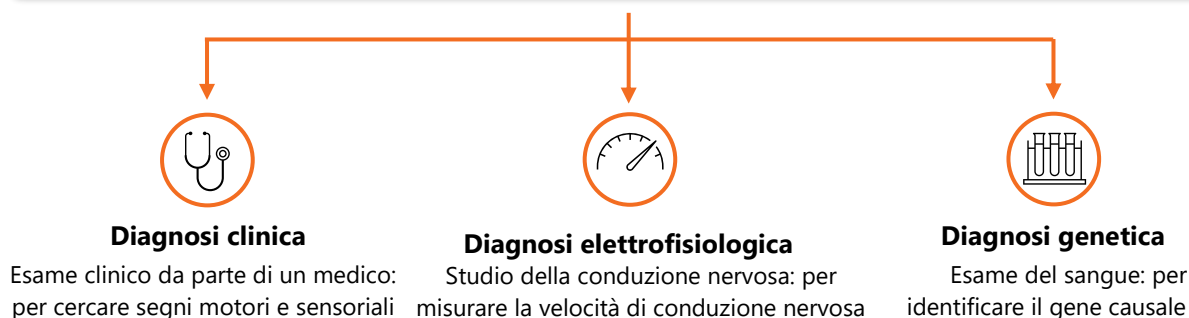 Diagnosi clinica
Esame clinico da parte di un medico:
per cercare segni motori e sensoriali
Diagnosi elettrofisiologica
Studio della conduzione nervosa: per
misurare la velocità di conduzione nervosa
Diagnosi genetica
Esame del sangue: per
identificare il gene causale